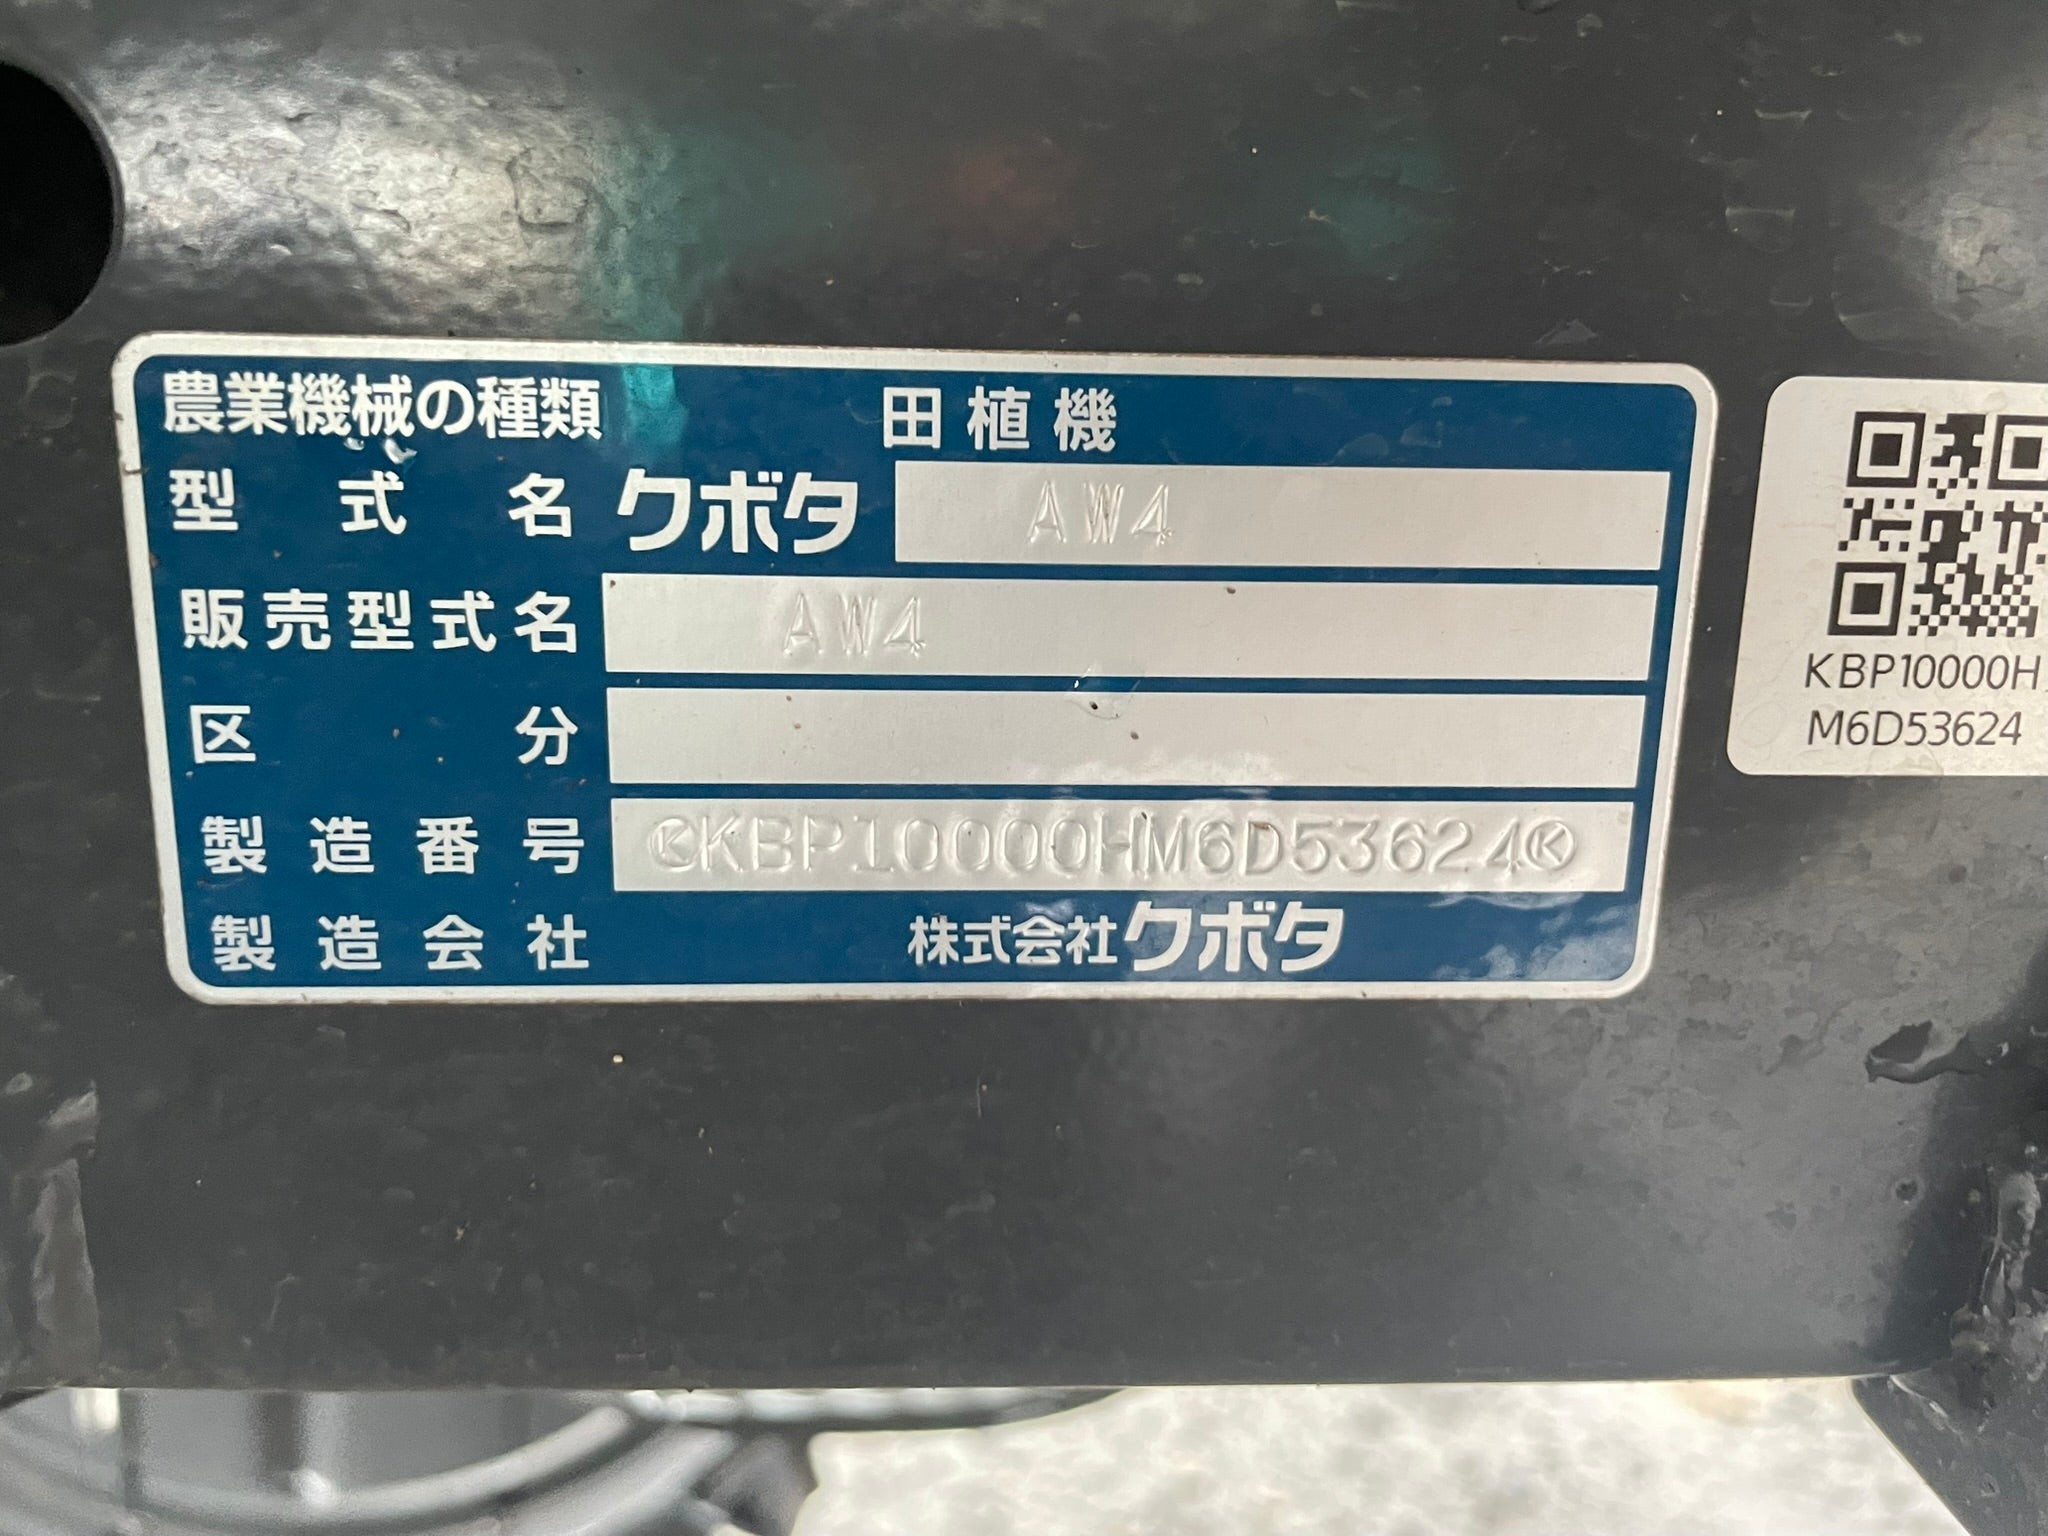 農業機械の種類 田植機
型式名 クボタ AW4
販売型式名 AW4
区分
製造番号 ⓀKBP10000HM6D53624Ⓚ
製造会社 株式会社クボタ
KBP10000H
M6D53624